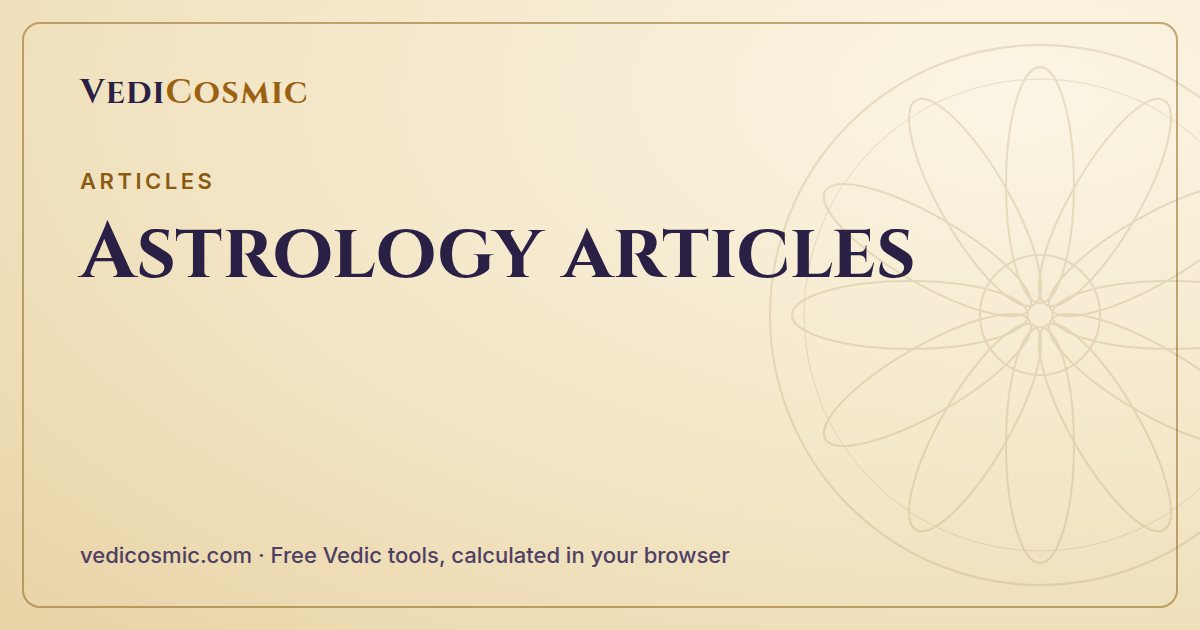 VediCosmic
ARTICLES
Astrology articles
vedicosmic.com · Free Vedic tools, calculated in your browser